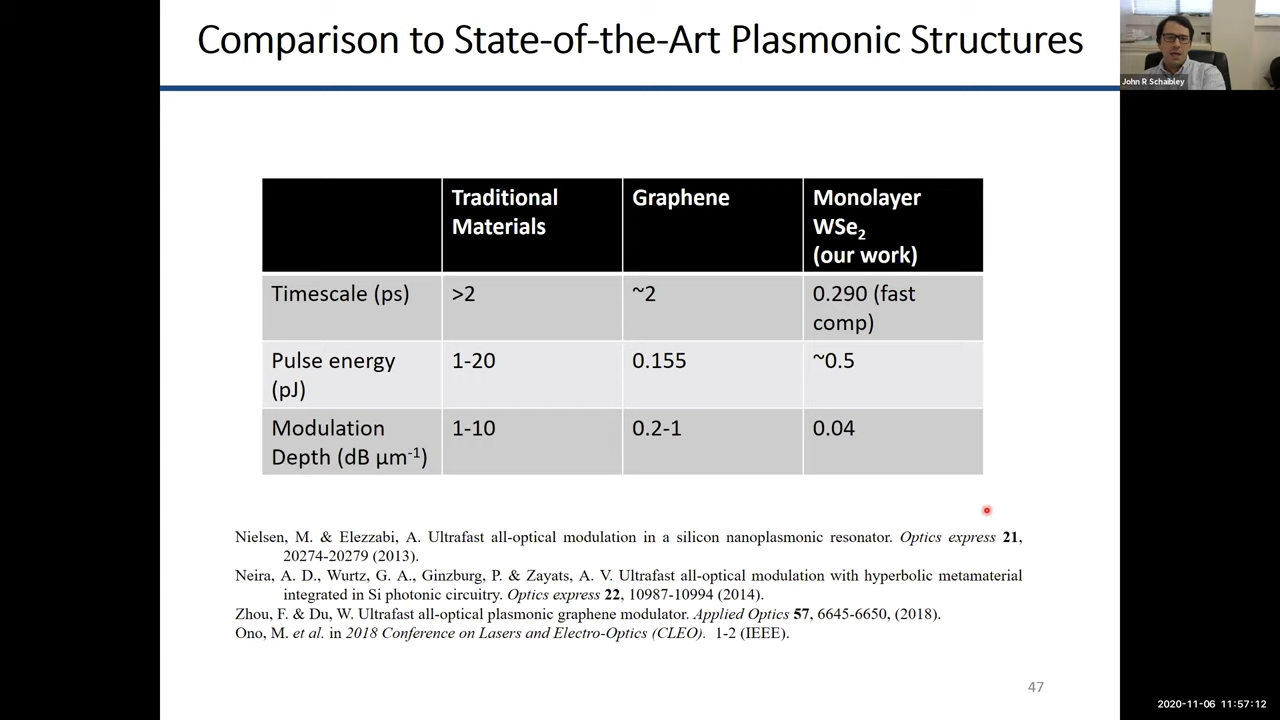 Comparison to State-of-the-Art Plasmonic Structures
John R Schaibley
Traditional Materials
Graphene
Monolayer WSe₂ (our work)
Timescale (ps)
>2
~2
0.290 (fast comp)
Pulse energy (pJ)
1-20
0.155
~0.5
Modulation Depth (dB µm⁻¹)
1-10
0.2-1
0.04
Nielsen, M. & Elezzabi, A. Ultrafast all-optical modulation in a silicon nanoplasmonic resonator. Optics express 21,
20274-20279 (2013).
Neira, A. D., Wurtz, G. A., Ginzburg, P. & Zayats, A. V. Ultrafast all-optical modulation with hyperbolic metamaterial
integrated in Si photonic circuitry. Optics express 22, 10987-10994 (2014).
Zhou, F. & Du, W. Ultrafast all-optical plasmonic graphene modulator. Applied Optics 57, 6645-6650, (2018).
Ono, M. et al. in 2018 Conference on Lasers and Electro-Optics (CLEO). 1-2 (IEEE).
47
2020-11-06 11:57:12